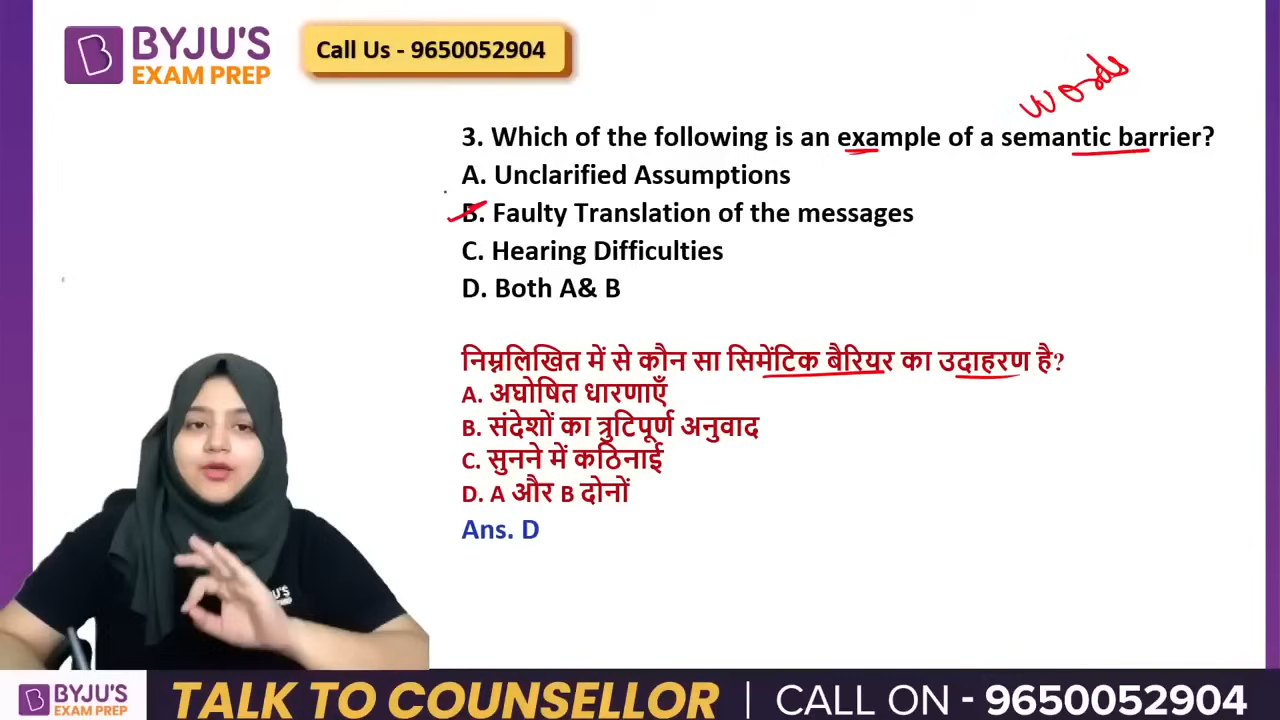 BYJU'S
EXAM PREP
Call Us - 9650052904
words
3. Which of the following is an example of a semantic barrier?
A. Unclarified Assumptions
B. Faulty Translation of the messages
C. Hearing Difficulties
D. Both A& B
निम्नलिखित में से कौन सा सिमेंटिक बैरियर का उदाहरण है?
A. अघोषित धारणाएँ
B. संदेशों का त्रुटिपूर्ण अनुवाद
C. सुनने में कठिनाई
D. A और B दोनों
Ans. D
BYJU'S
EXAM PREP
TALK TO COUNSELLOR | CALL ON - 9650052904